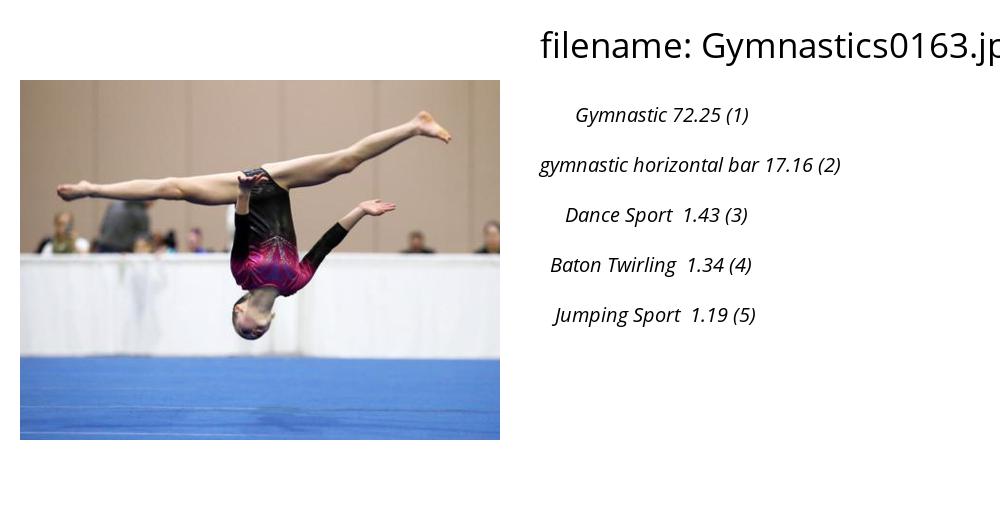 filename: Gymnastics0163.jp
Gymnastic 72.25 (1)
gymnastic horizontal bar 17.16 (2)
Dance Sport 1.43 (3)
Baton Twirling 1.34 (4)
Jumping Sport 1.19 (5)